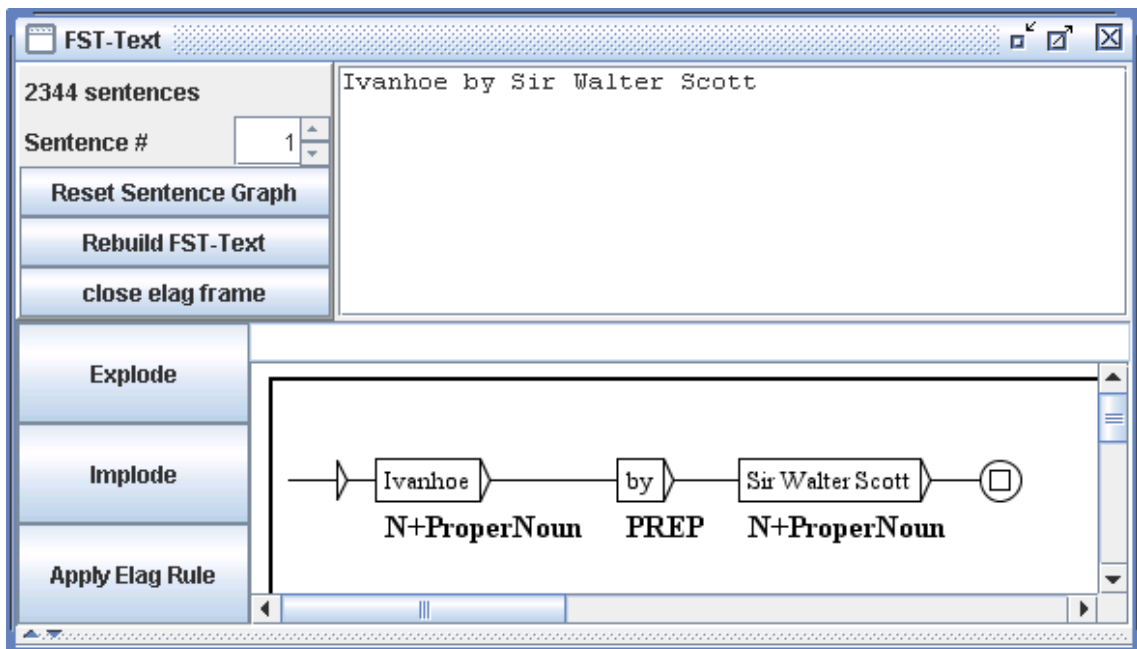 FST-Text
2344 sentences
Sentence # 1
Reset Sentence Graph
Rebuild FST-Text
close elag frame
Ivanhoe by Sir Walter Scott
Explode
Implode
Apply Elag Rule
Ivanhoe by Sir Walter Scott
N+ProperNoun PREP N+ProperNoun